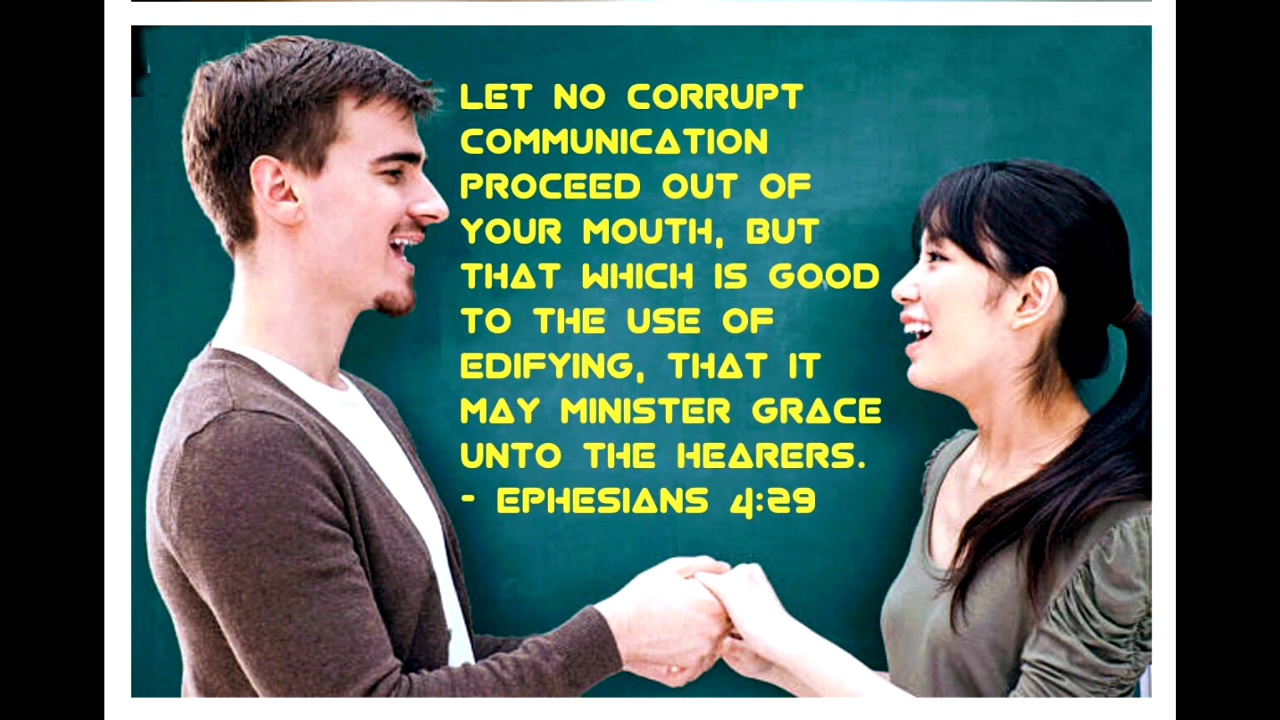 LET NO CORRUPT
COMMUNICATION
PROCEED OUT OF
YOUR MOUTH, BUT
THAT WHICH IS GOOD
TO THE USE OF
EDIFYING, THAT IT
MAY MINISTER GRACE
UNTO THE HEARERS.
- EPHESIANS 4:29